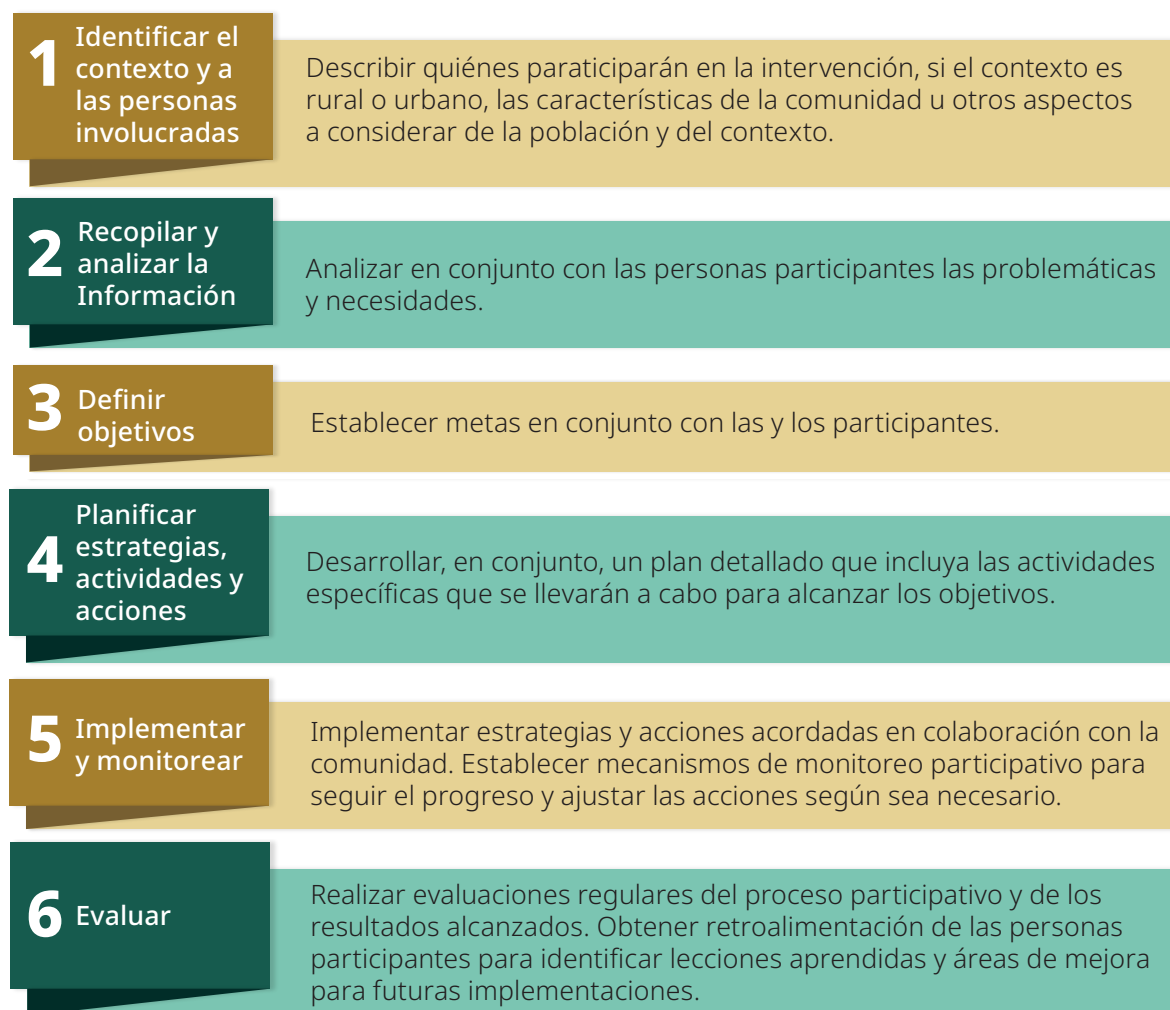 1
Identificar el
contexto y a
las personas
involucradas
Describir quiénes paraticiparán en la intervención, si el contexto es
rural o urbano, las características de la comunidad u otros aspectos
a considerar de la población y del contexto.
2
Recopilar y
analizar la
Información
Analizar en conjunto con las personas participantes las problemáticas
y necesidades.
3
Definir
objetivos
Establecer metas en conjunto con las y los participantes.
4
Planificar
estrategias,
actividades y
acciones
Desarrollar, en conjunto, un plan detallado que incluya las actividades
específicas que se llevarán a cabo para alcanzar los objetivos.
5
Implementar
y monitorear
Implementar estrategias y acciones acordadas en colaboración con la
comunidad. Establecer mecanismos de monitoreo participativo para
seguir el progreso y ajustar las acciones según sea necesario.
6
Evaluar
Realizar evaluaciones regulares del proceso participativo y de los
resultados alcanzados. Obtener retroalimentación de las personas
participantes para identificar lecciones aprendidas y áreas de mejora
para futuras implementaciones.